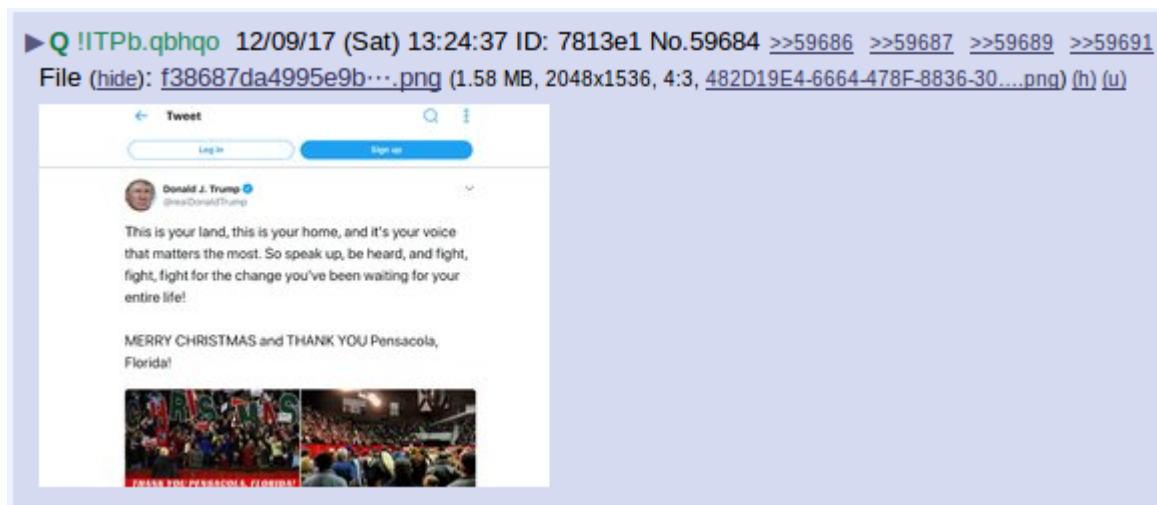 ▶Q !ITPb.qbhqo 12/09/17 (Sat) 13:24:37 ID: 7813e1 No.59684 >>59686 >>59687 >>59689 >>59691
File (hide): f38687da4995e9b⋯.png (1.58 MB, 2048x1536, 4:3, 482D19E4-6664-478F-8836-30....png) (h) (u)
← Tweet
Log in Sign up
Donald J. Trump
@realDonaldTrump
This is your land, this is your home, and it's your voice
that matters the most. So speak up, be heard, and fight,
fight, fight for the change you've been waiting for your
entire life!
MERRY CHRISTMAS and THANK YOU Pensacola,
Florida!
CHRISTMAS
THANK YOU PENSACOLA, FLORIDA!